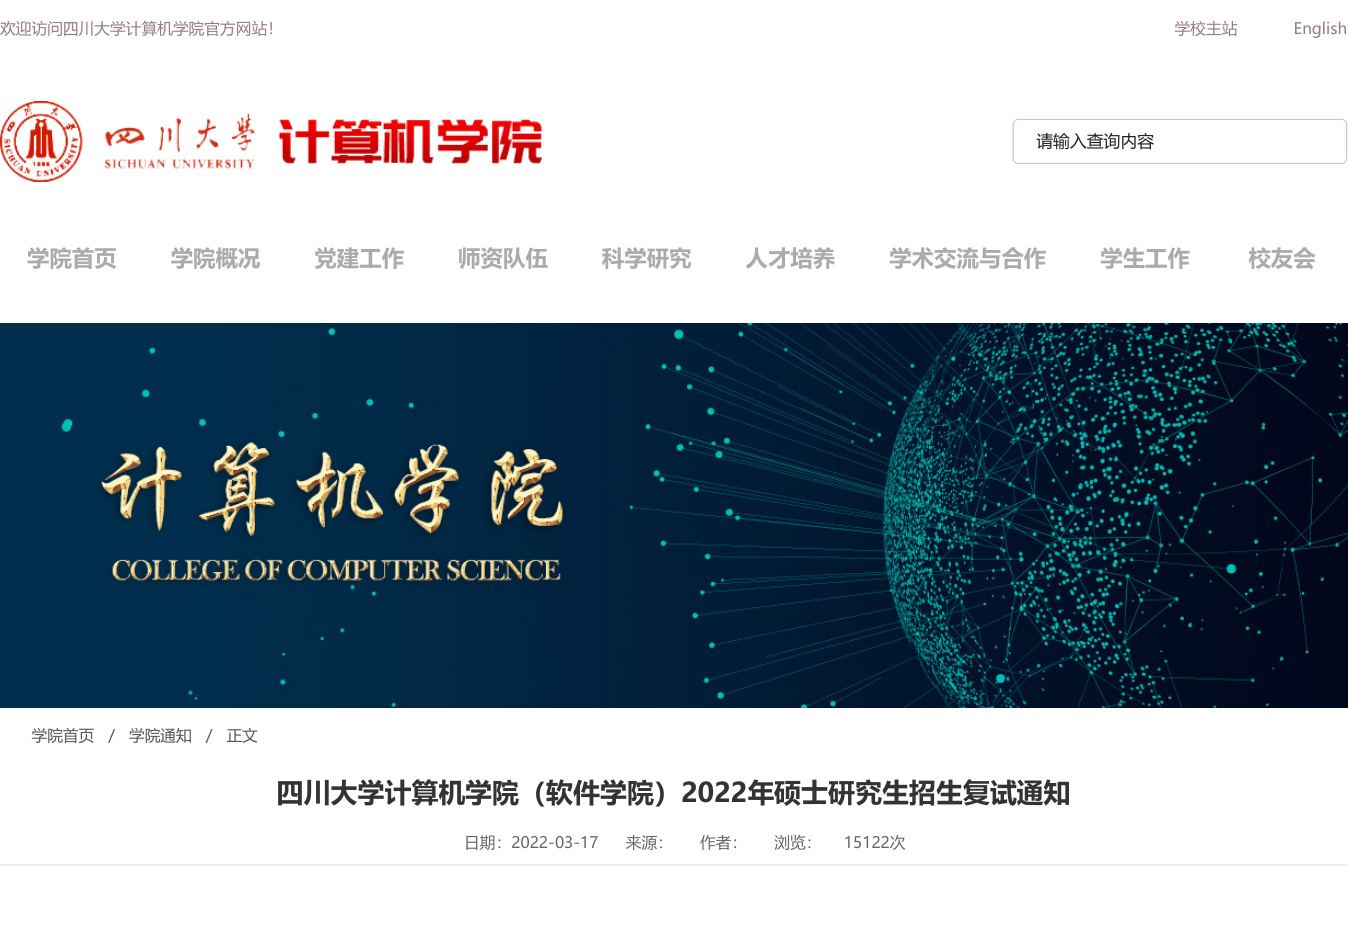 欢迎访问四川大学计算机学院官方网站！
学校主站 English
四川大學 计算机学院
SICHUAN UNIVERSITY
请输入查询内容
学院首页 学院概况 党建工作 师资队伍 科学研究 人才培养 学术交流与合作 学生工作 校友会
计算机学院
COLLEGE OF COMPUTER SCIENCE
学院首页 / 学院通知 / 正文
四川大学计算机学院（软件学院）2022年硕士研究生招生复试通知
日期：2022-03-17 来源： 作者： 浏览： 15122次